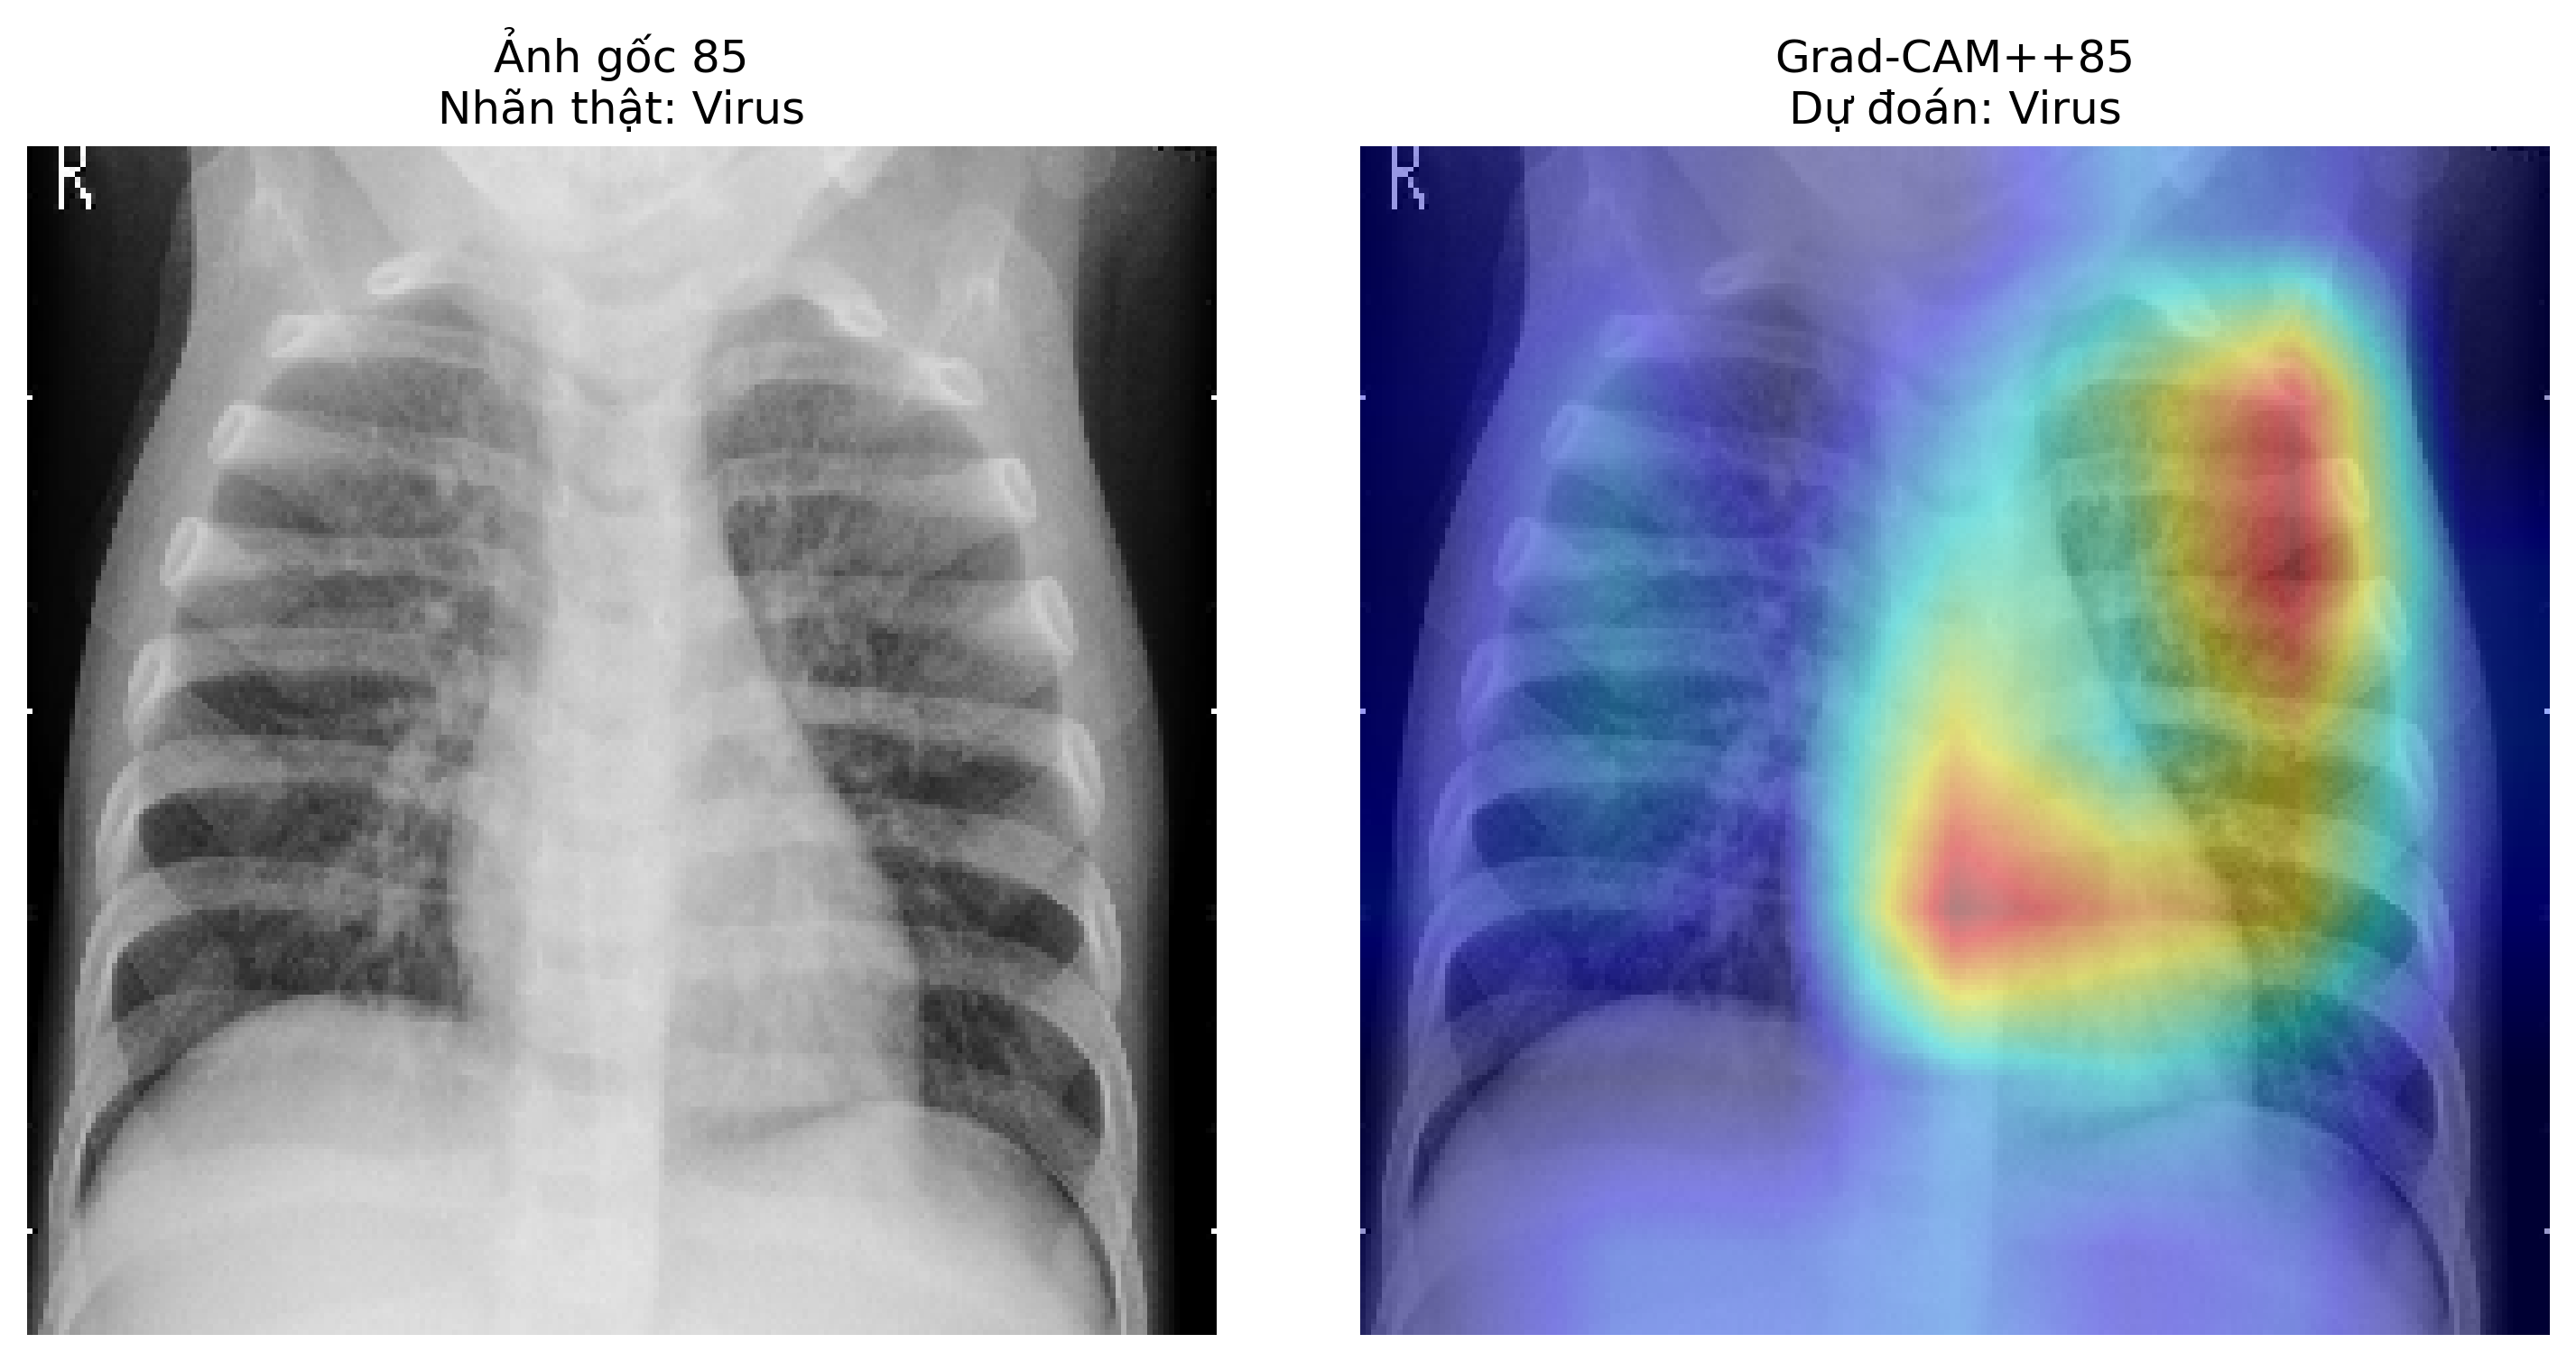 Ảnh gốc 85
Nhãn thật: Virus
Grad-CAM++85
Dự đoán: Virus
R
R